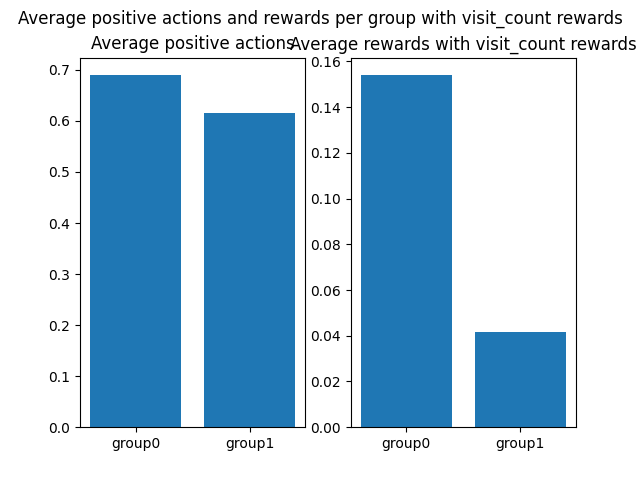 Average positive actions and rewards per group with visit_count rewards
Average positive actions
0.7
0.6
0.5
0.4
0.3
0.2
0.1
0.0
group0
group1
Average rewards with visit_count rewards
0.16
0.14
0.12
0.10
0.08
0.06
0.04
0.02
0.00
group0
group1